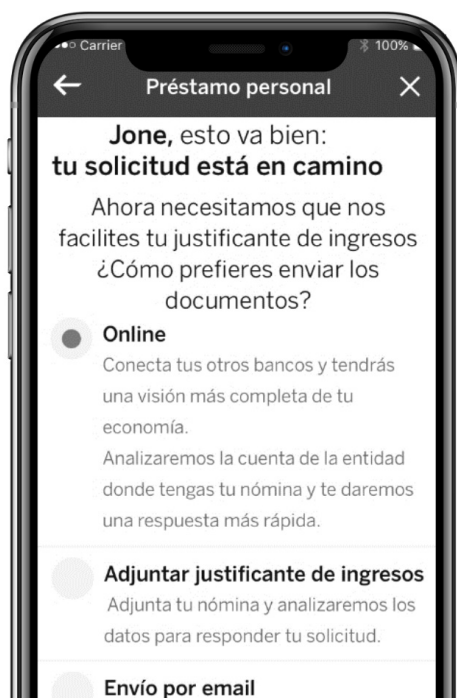 Carrier
100%
Préstamo personal
Jone, esto va bien:
tu solicitud está en camino
Ahora necesitamos que nos
facilites tu justificante de ingresos
¿Cómo prefieres enviar los
documentos?
Online
Conecta tus otros bancos y tendrás
una visión más completa de tu
economía.
Analizaremos la cuenta de la entidad
donde tengas tu nómina y te daremos
una respuesta más rápida.
Adjuntar justificante de ingresos
Adjunta tu nómina y analizaremos los
datos para responder tu solicitud.
Envío por email